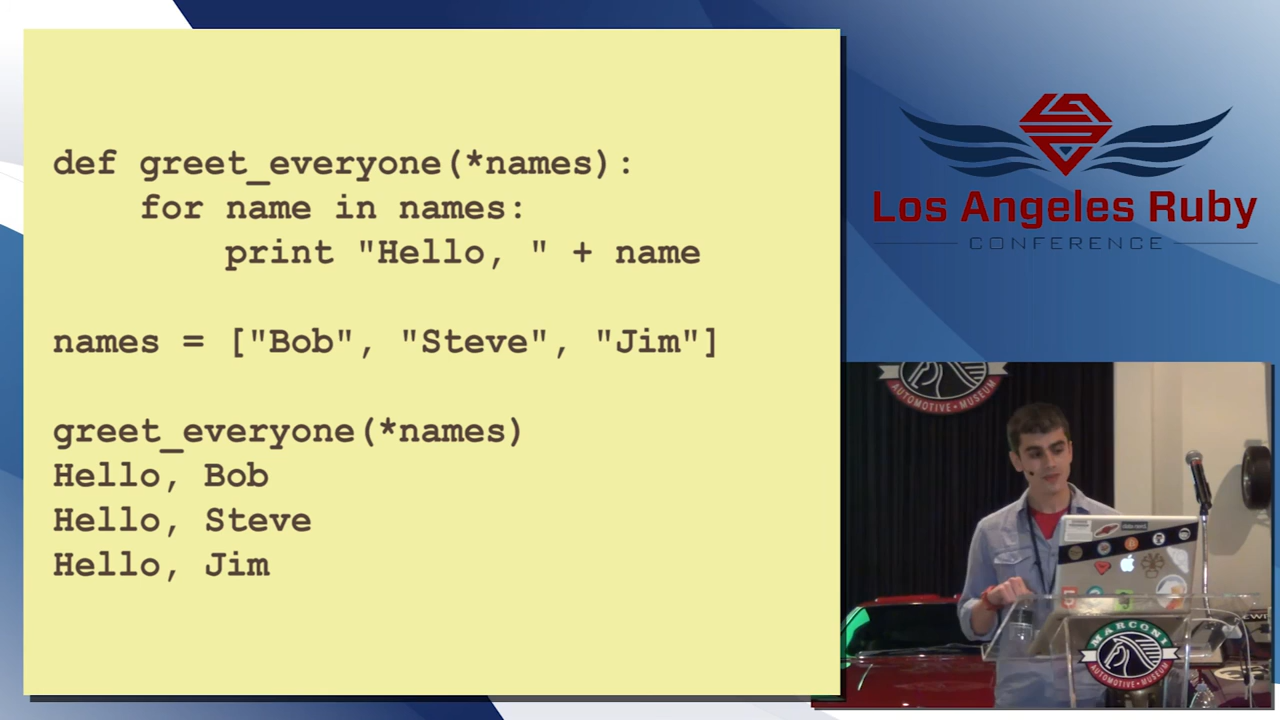 def greet_everyone(*names):
    for name in names:
        print "Hello, " + name
names = ["Bob", "Steve", "Jim"]
greet_everyone(*names)
Hello, Bob
Hello, Steve
Hello, Jim
Los Angeles Ruby
CONFERENCE
AUTOMOTIVE • MUSEUM
MARCONI
AUTOMOTIVE • MUSEUM